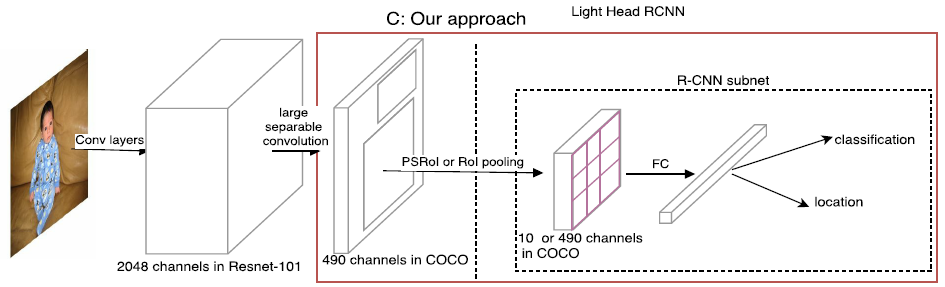 C: Our approach
Light Head RCNN
R-CNN subnet
Conv layers
large
separable
convolution
PSRoI or RoI pooling
FC
classification
location
2048 channels in Resnet-101
490 channels in COCO
10 or 490 channels
in COCO